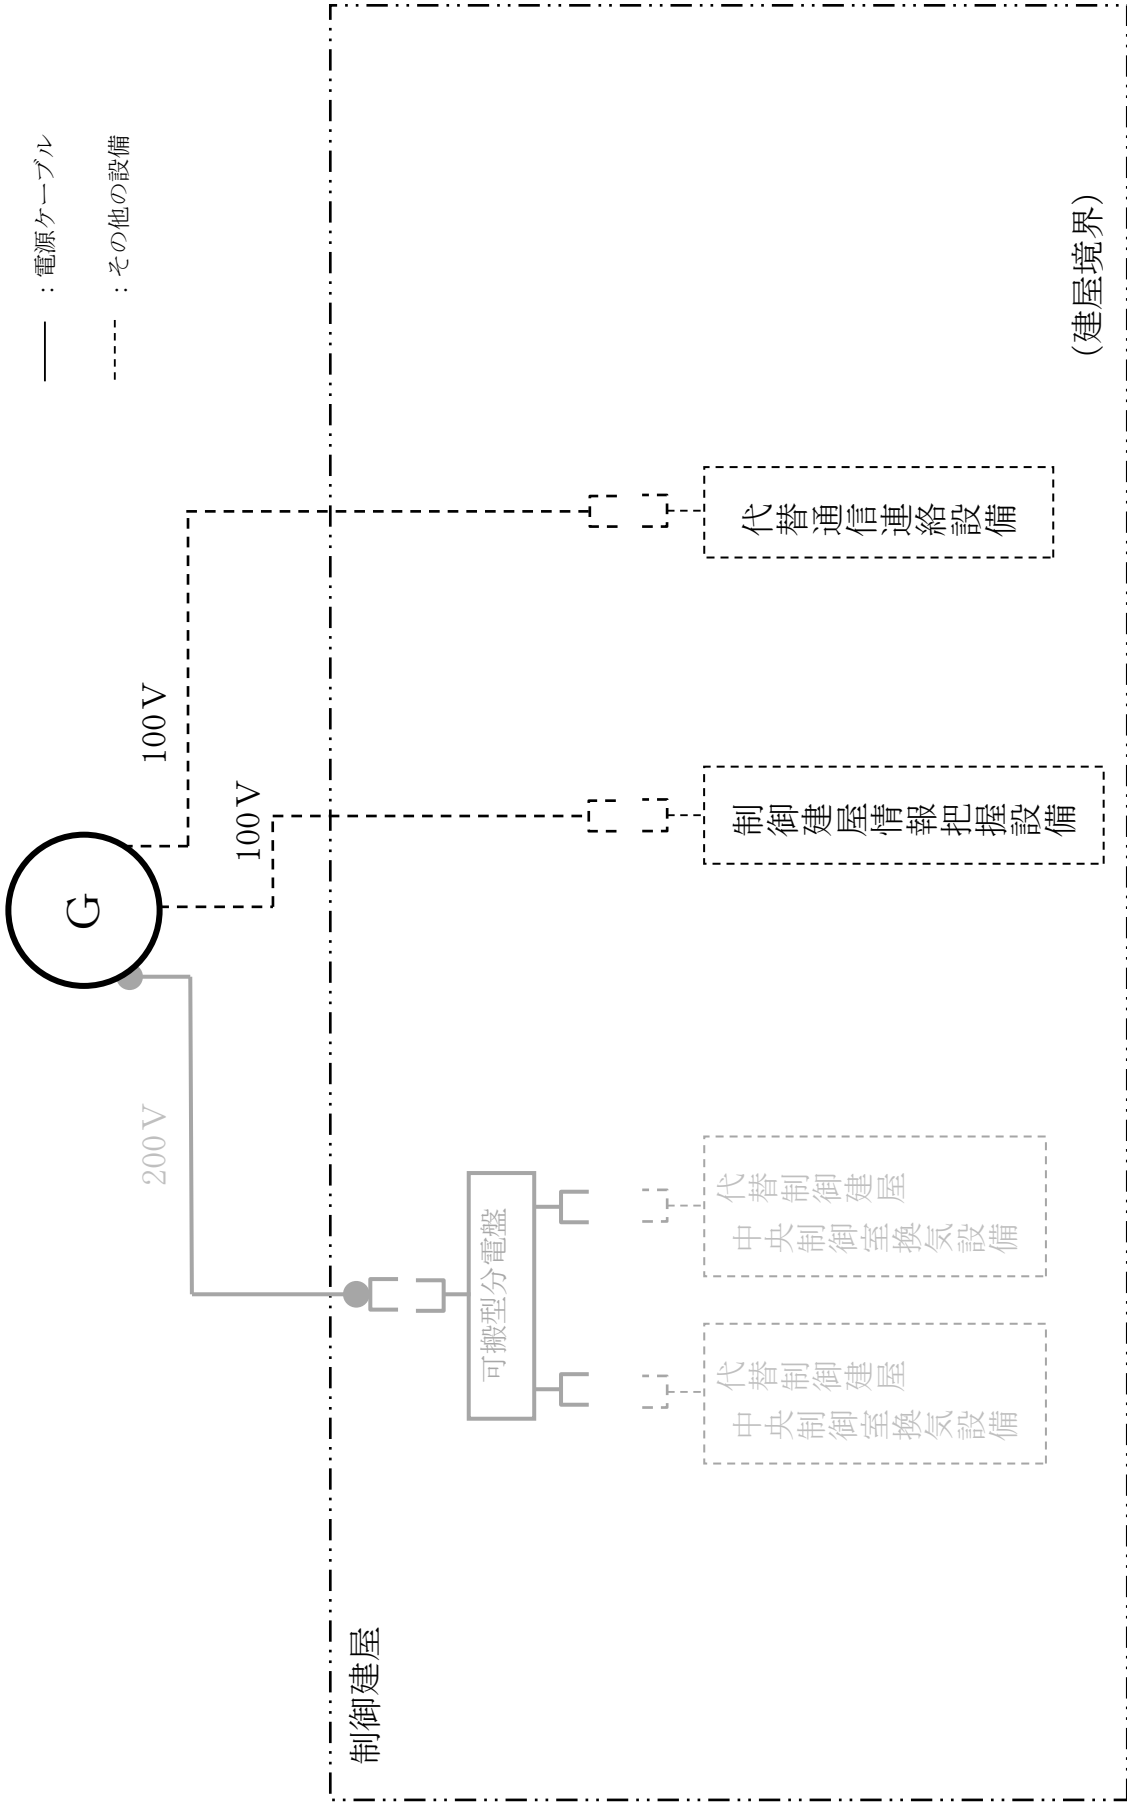 ：電源ケーブル
：その他の設備
G
200V
100V
100V
制御建屋
可搬型分電盤
代替制御建屋
中央制御室換気設備
代替制御建屋
中央制御室換気設備
制御建屋情報把握設備
代替通信連絡設備
（建屋境界）